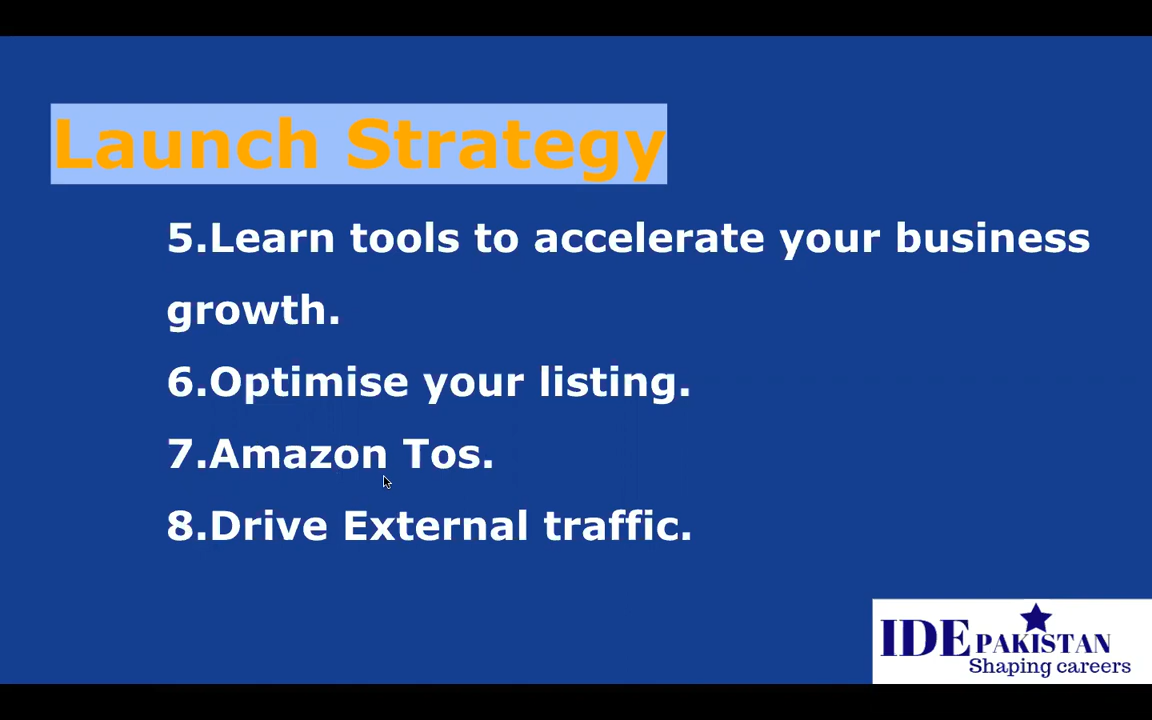 Launch Strategy
5.Learn tools to accelerate your business
growth.
6.Optimise your listing.
7.Amazon Tos.
8.Drive External traffic.
IDE PAKISTAN
Shaping careers